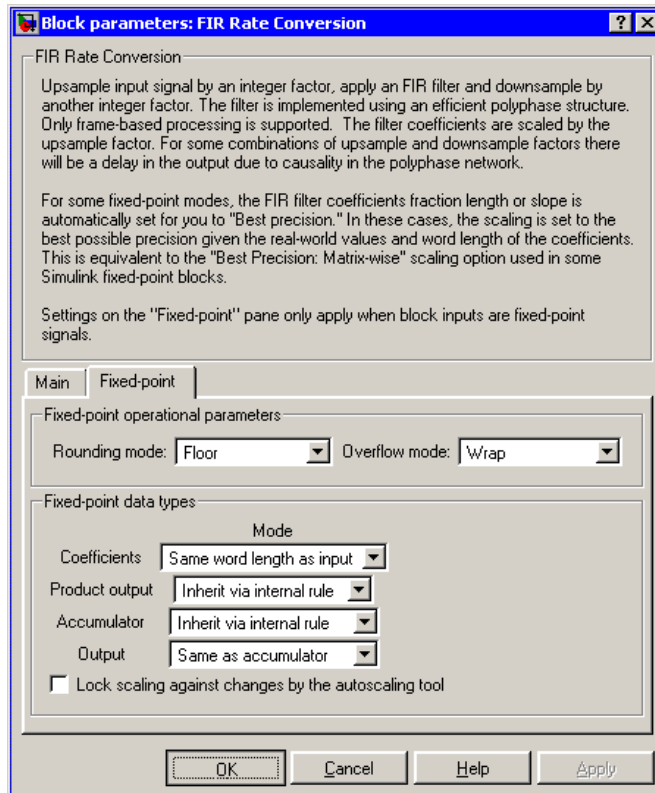 Block parameters: FIR Rate Conversion
FIR Rate Conversion
Upsample input signal by an integer factor, apply an FIR filter and downsample by
another integer factor. The filter is implemented using an efficient polyphase structure.
Only frame-based processing is supported.  The filter coefficients are scaled by the
upsample factor. For some combinations of upsample and downsample factors there
will be a delay in the output due to causality in the polyphase network.
For some fixed-point modes, the FIR filter coefficients fraction length or slope is
automatically set for you to "Best precision." In these cases, the scaling is set to the
best possible precision given the real-world values and word length of the coefficients.
This is equivalent to the "Best Precision: Matrix-wise" scaling option used in some
Simulink fixed-point blocks.
Settings on the "Fixed-point" pane only apply when block inputs are fixed-point
signals.
Main Fixed-point
Fixed-point operational parameters
Rounding mode: Floor Overflow mode: Wrap
Fixed-point data types
Mode
Coefficients Same word length as input
Product output Inherit via internal rule
Accumulator Inherit via internal rule
Output Same as accumulator
Lock scaling against changes by the autoscaling tool
OK Cancel Help Apply